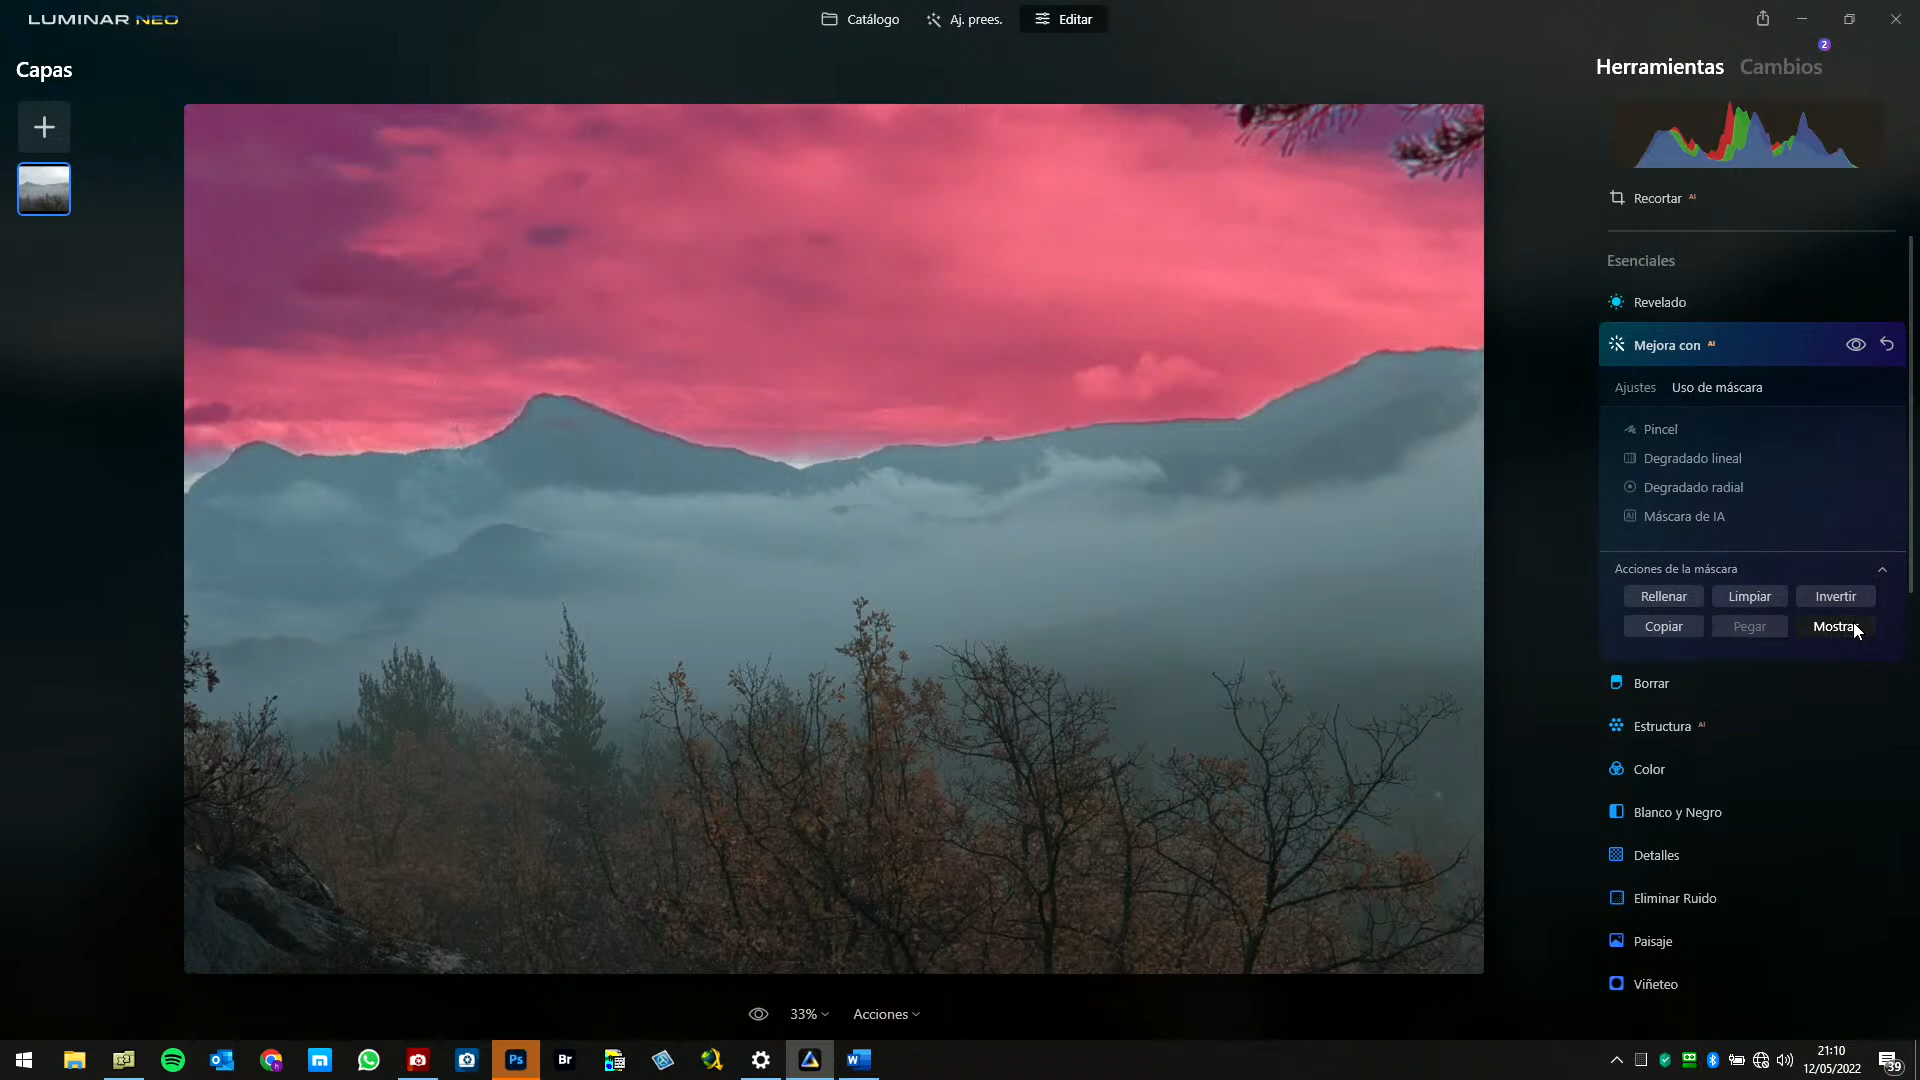 LUMINAR NEO
Catálogo
Aj. prees.
Editar
Capas
2
Herramientas Cambios
Recortar AI
Esenciales
Revelado
Mejora con AI
Ajustes Uso de máscara
Pincel
Degradado lineal
Degradado radial
AI Máscara de IA
Acciones de la máscara
Rellenar Limpiar Invertir
Copiar Pegar Mostrar
Borrar
Estructura AI
Color
Blanco y Negro
Detalles
Eliminar Ruido
Paisaje
Viñeteo
33% Acciones
Ps
Br
21:10
12/05/2022
39